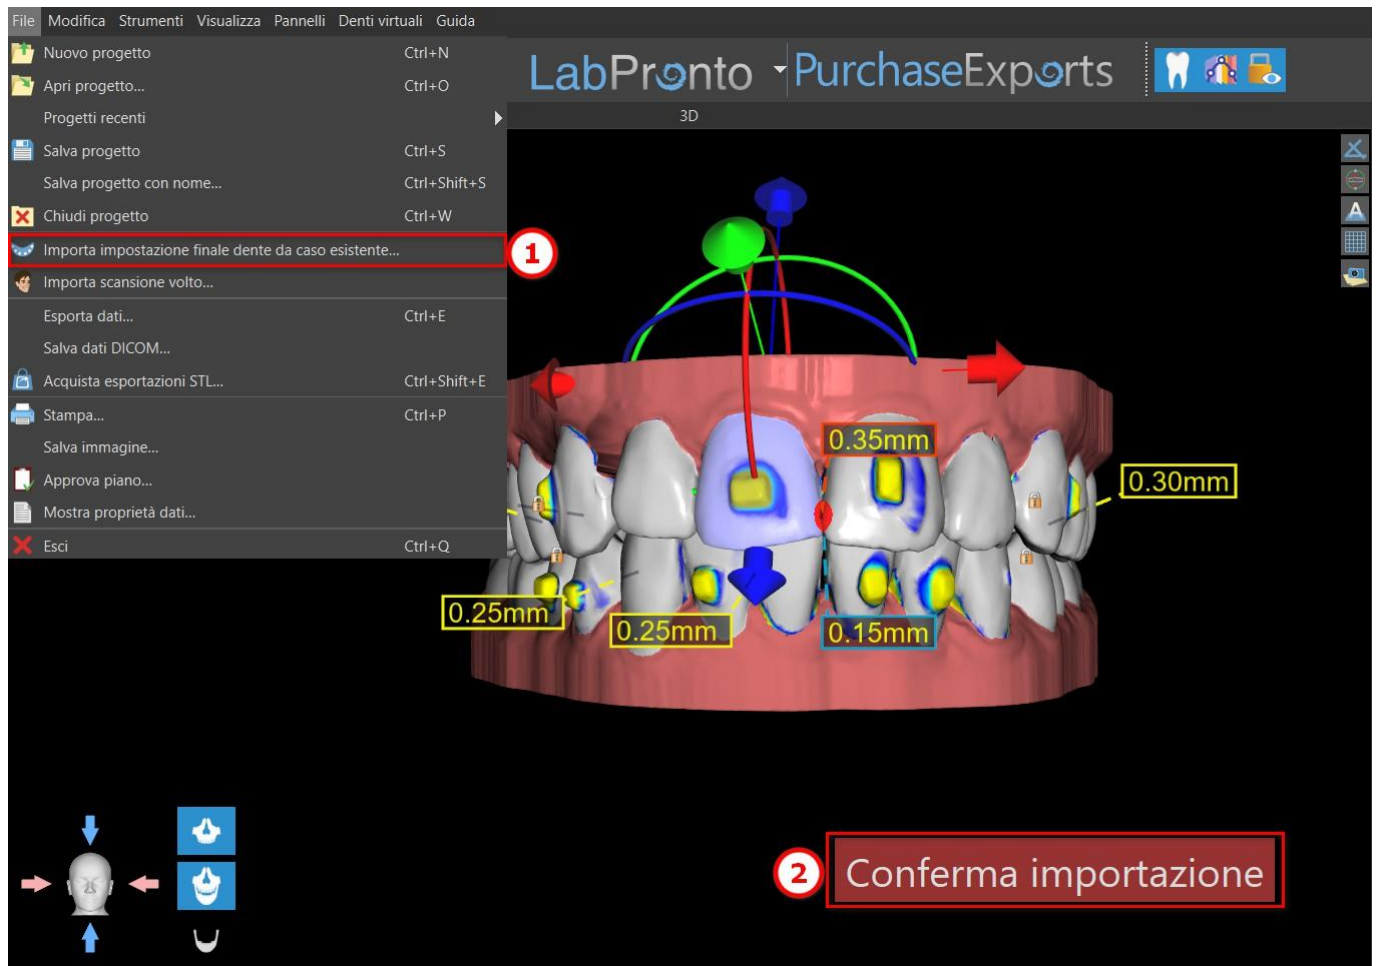 File Modifica Strumenti Visualizza Pannelli Denti virtuali Guida
Nuovo progetto Ctrl+N
Apri progetto... Ctrl+O
Progetti recenti
Salva progetto Ctrl+S
Salva progetto con nome... Ctrl+Shift+S
Chiudi progetto Ctrl+W
Importa impostazione finale dente da caso esistente...
1
Importa scansione volto...
Esporta dati... Ctrl+E
Salva dati DICOM...
Acquista esportazioni STL... Ctrl+Shift+E
Stampa... Ctrl+P
Salva immagine...
Approva piano...
Mostra proprietà dati...
Esci Ctrl+Q
LabPronto PurchaseExports
3D
A
0.35mm
0.30mm
0.25mm
0.25mm
0.15mm
2
Conferma importazione